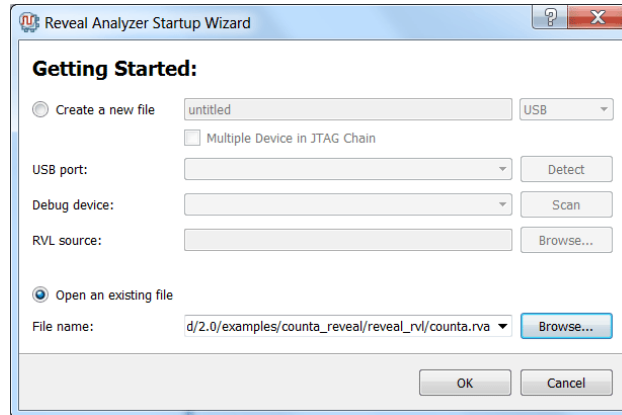 Reveal Analyzer Startup Wizard
Getting Started:
Create a new file untitled USB
Multiple Device in JTAG Chain
USB port: Detect
Debug device: Scan
RVL source: Browse...
Open an existing file
File name: d/2.0/examples/counta_reveal/reveal_rvl/counta.rva Browse...
OK Cancel